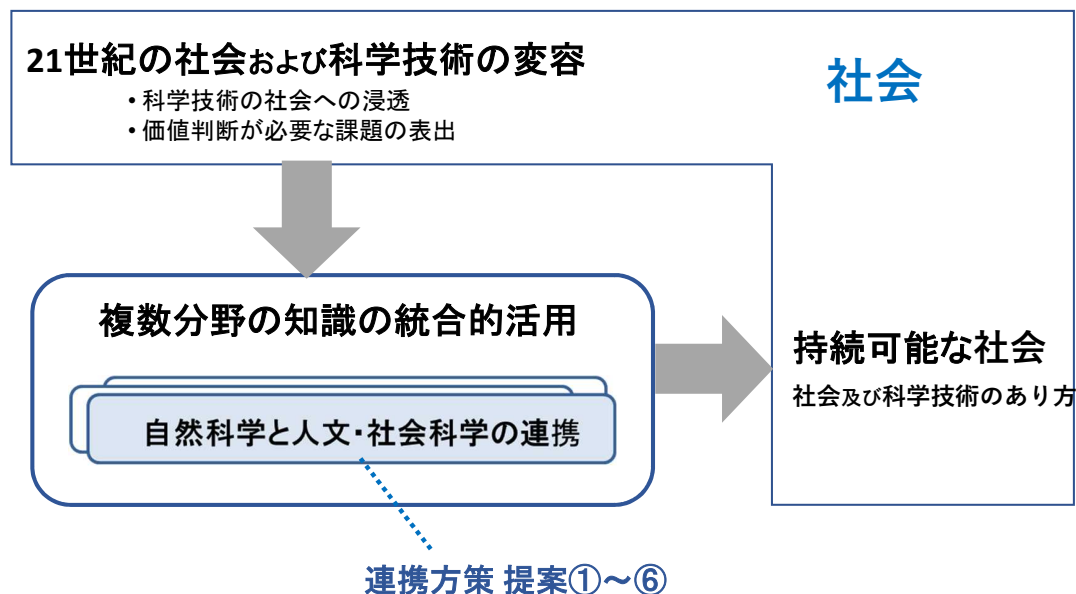 21世紀の社会および科学技術の変容
・科学技術の社会への浸透
・価値判断が必要な課題の表出
社会
複数分野の知識の統合的活用
自然科学と人文・社会科学の連携
持続可能な社会
社会及び科学技術のあり方
連携方策 提案①～⑥